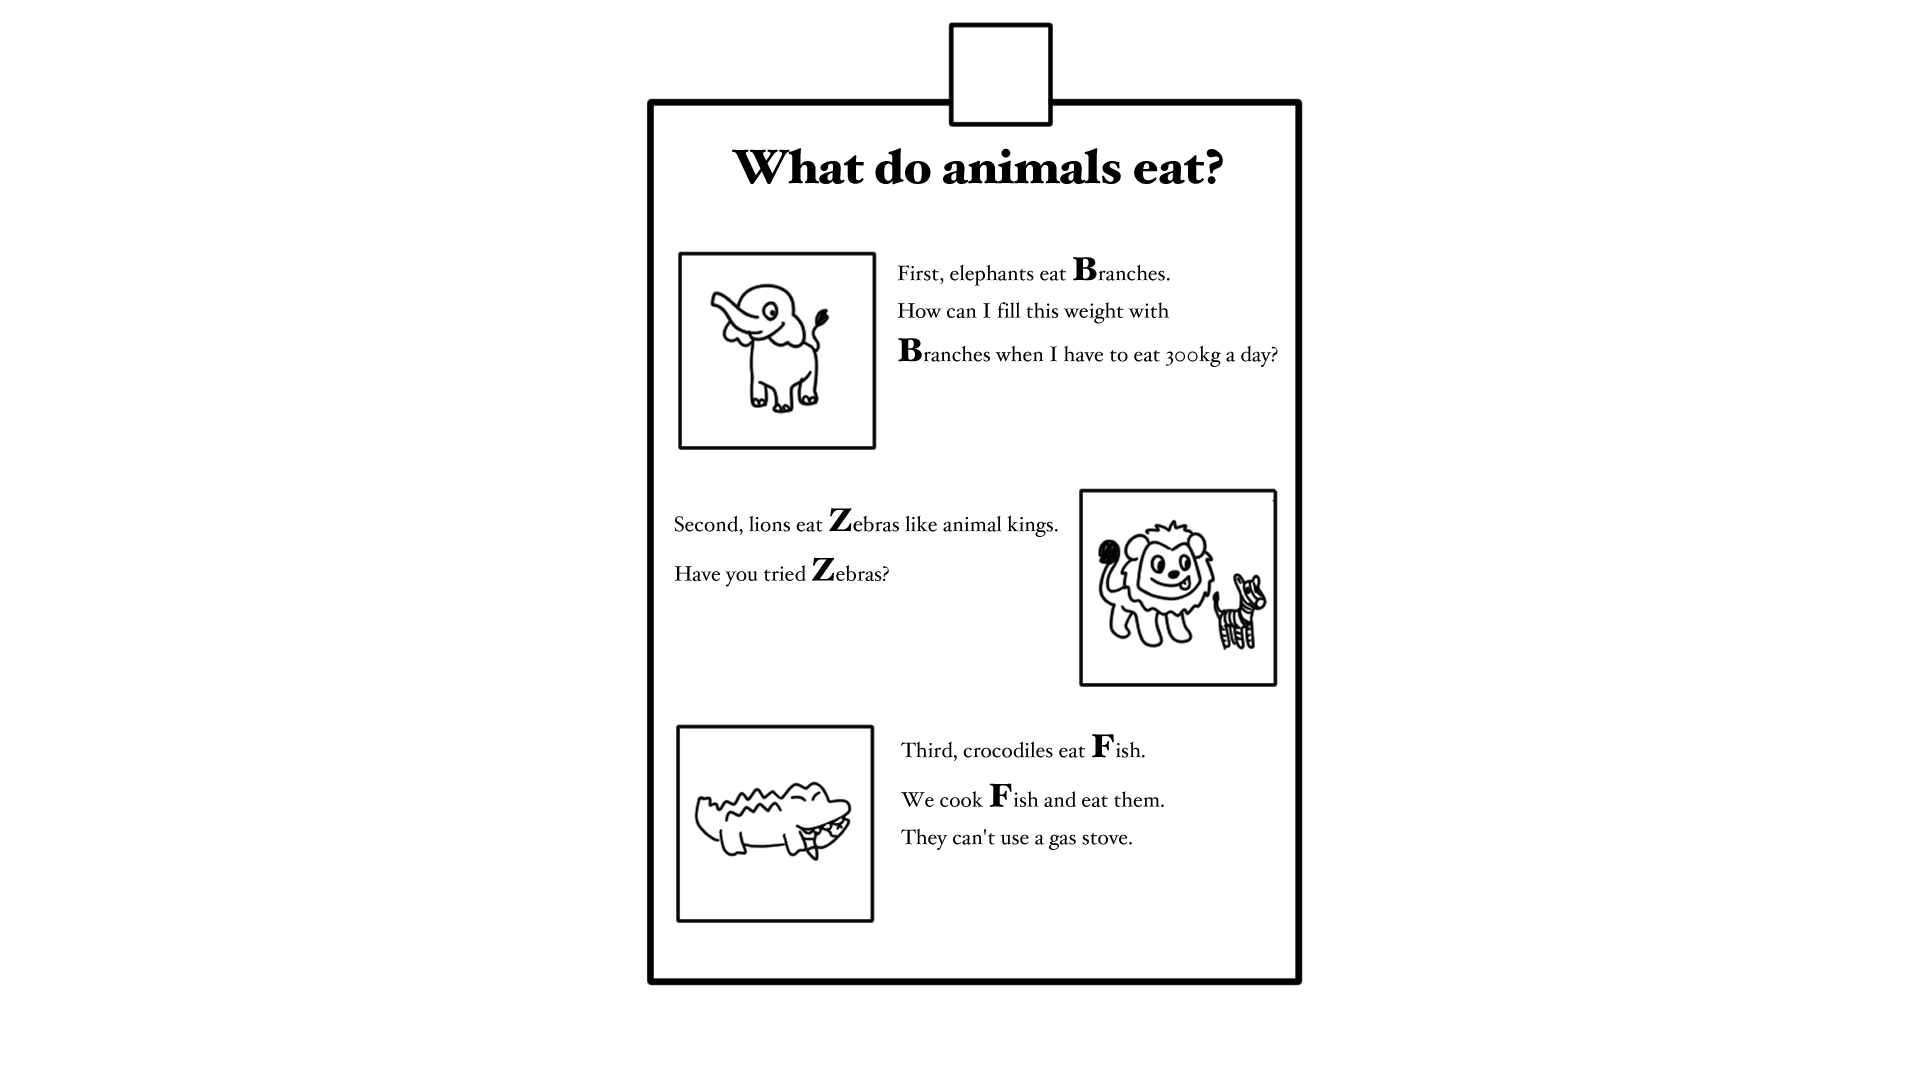 What do animals eat?
First, elephants eat Branches.
How can I fill this weight with
Branches when I have to eat 300kg a day?
Second, lions eat Zebras like animal kings.
Have you tried Zebras?
Third, crocodiles eat Fish.
We cook Fish and eat them.
They can't use a gas stove.